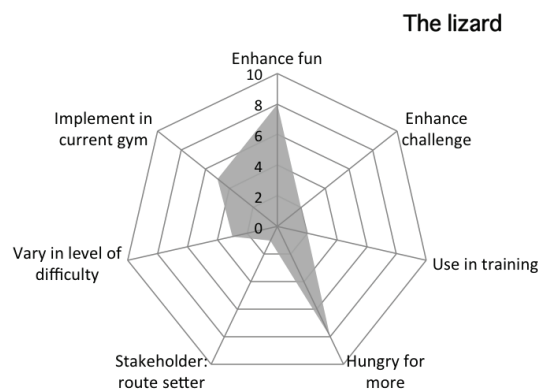 The lizard
Enhance fun
10
8
6
4
2
0
Enhance
challenge
Use in training
Hungry for
more
Stakeholder:
route setter
Vary in level of
difficulty
Implement in
current gym